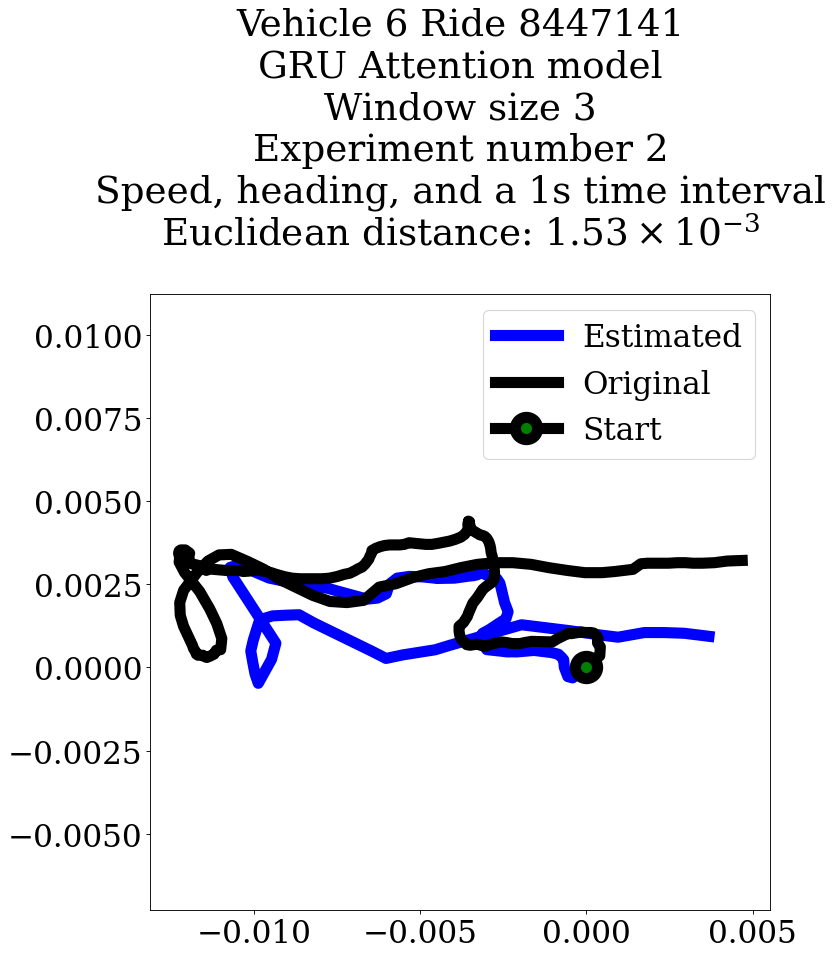 Vehicle 6 Ride 8447141
GRU Attention model
Window size 3
Experiment number 2
Speed, heading, and a 1s time interval
Euclidean distance: 1.53 × 10⁻³
Estimated
Original
Start
0.0100
0.0075
0.0050
0.0025
0.0000
−0.0025
−0.0050
−0.010 −0.005 0.000 0.005